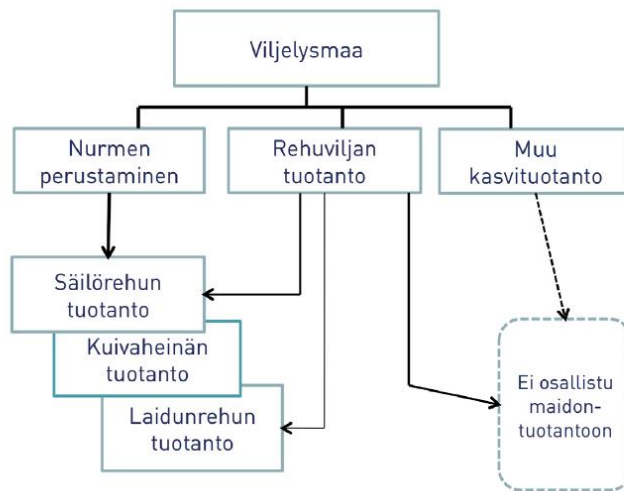 Viljelysmaa
Nurmen
perustaminen
Rehuviljan
tuotanto
Muu
kasvituotanto
Säilörehun
tuotanto
Kuivaheinän
tuotanto
Laidunrehun
tuotanto
Ei osallistu
maidon-
tuotantoon